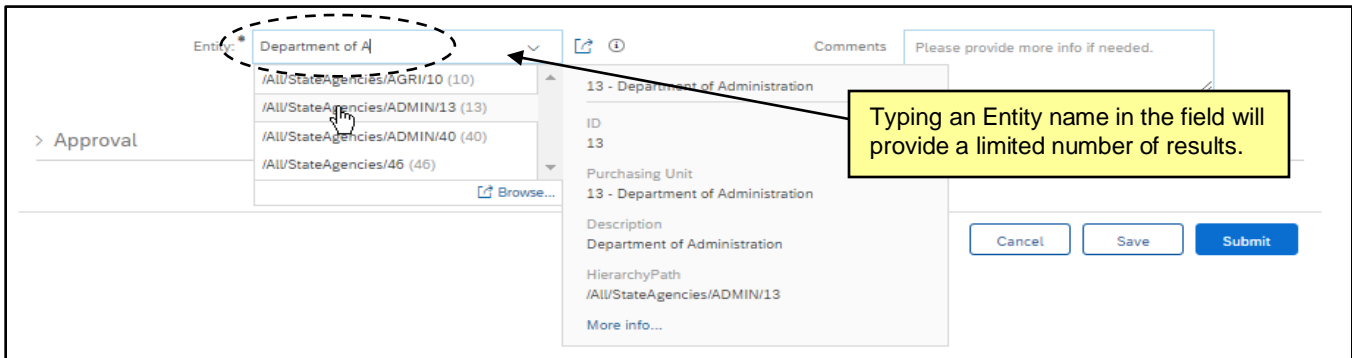 Entity: * Department of A
Comments
Please provide more info if needed.
/All/StateAgencies/AGRI/10 (10)
/All/StateAgencies/ADMIN/13 (13)
/All/StateAgencies/ADMIN/40 (40)
/All/StateAgencies/46 (46)
Browse...
> Approval
13 - Department of Administration
ID
13
Purchasing Unit
13 - Department of Administration
Description
Department of Administration
HierarchyPath
/All/StateAgencies/ADMIN/13
More info...
Typing an Entity name in the field will
provide a limited number of results.
Cancel
Save
Submit